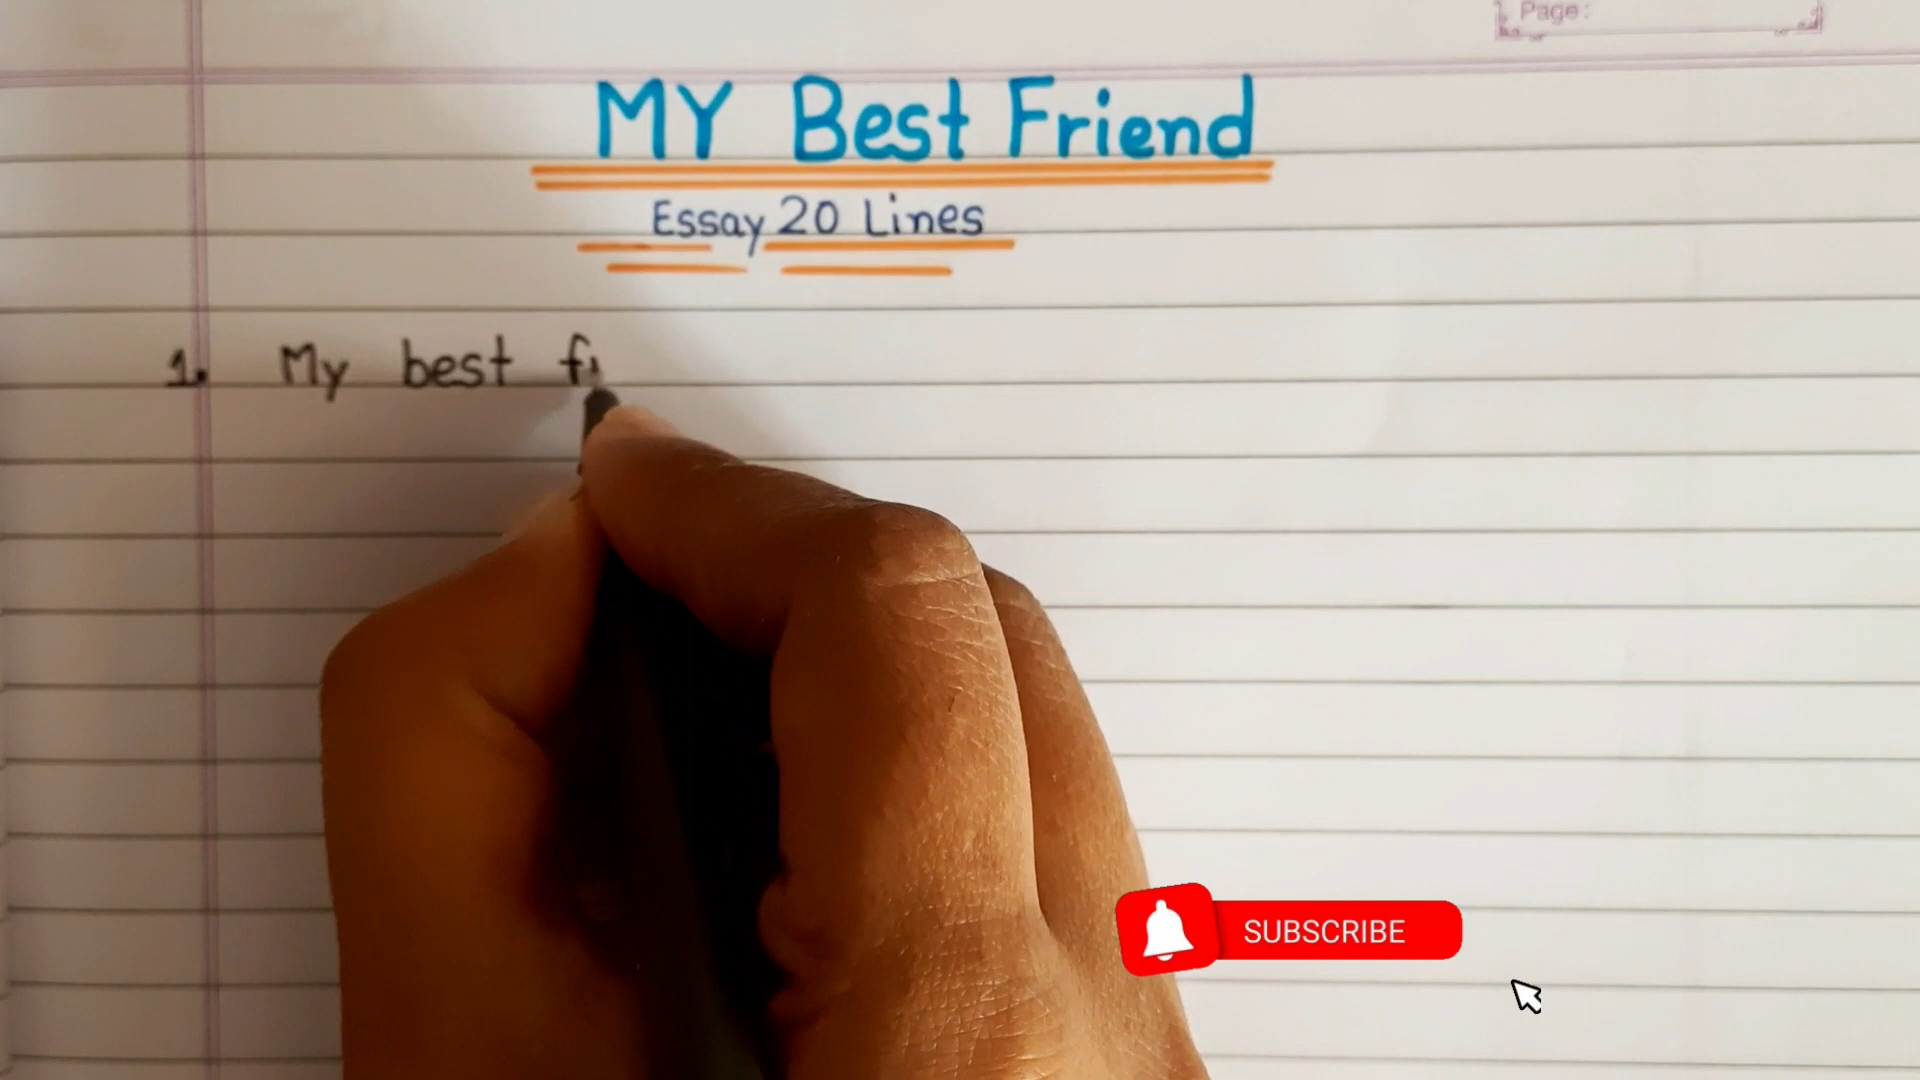 Page:
MY Best Friend
Essay 20 Lines
1. My best
SUBSCRIBE